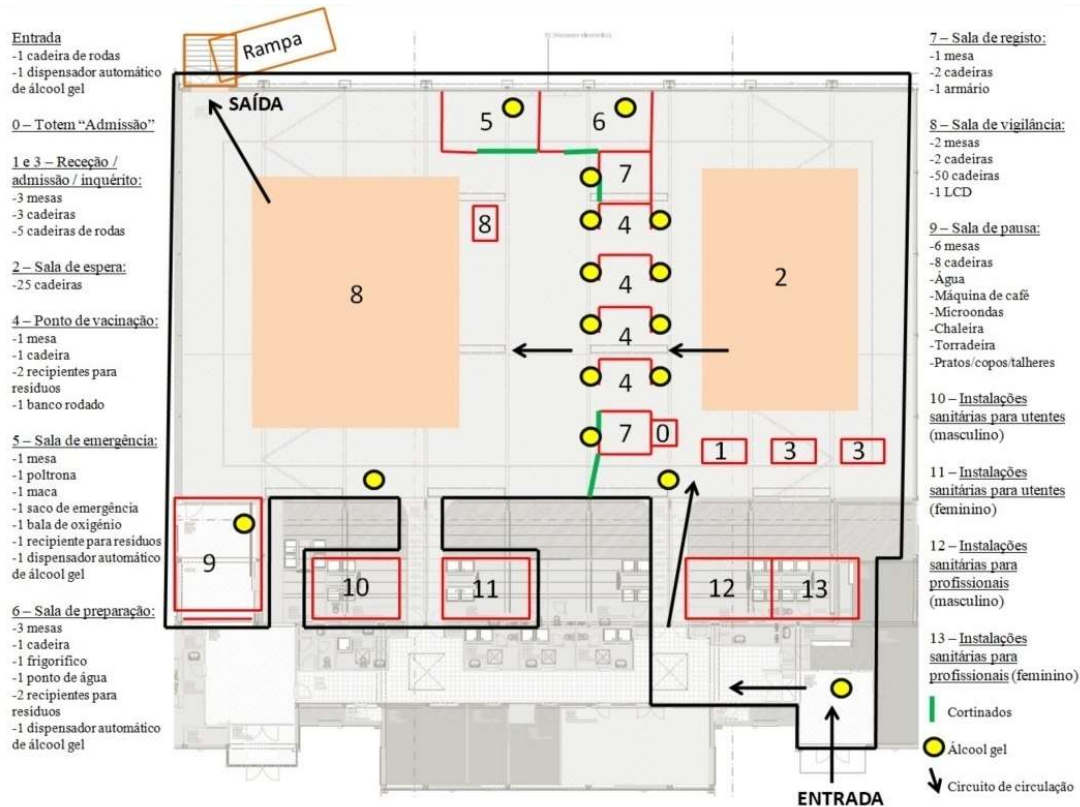 Entrada
-1 cadeira de rodas
-1 dispensador automático
de álcool gel
0 – Totem “Admissão”
1 e 3 – Receção /
admissão / inquérito:
-3 mesas
-3 cadeiras
-5 cadeiras de rodas
2 – Sala de espera:
-25 cadeiras
4 – Ponto de vacinação:
-1 mesa
-1 cadeira
-2 recipientes para
resíduos
-1 banco rodado
5 – Sala de emergência:
-1 mesa
-1 poltrona
-1 maca
-1 saco de emergência
-1 bala de oxigénio
-1 recipiente para resíduos
-1 dispensador automático
de álcool gel
6 – Sala de preparação:
-3 mesas
-1 cadeira
-1 frigorifico
-1 ponto de água
-2 recipientes para
resíduos
-1 dispensador automático
de álcool gel
Rampa
SAÍDA
5
6
7
8
4
8
4
2
4
4
7
0
1
3
3
9
10
11
12
13
ENTRADA
7 – Sala de registo:
-1 mesa
-2 cadeiras
-1 armário
8 – Sala de vigilância:
-2 mesas
-2 cadeiras
-50 cadeiras
-1 LCD
9 – Sala de pausa:
-6 mesas
-8 cadeiras
-Água
-Máquina de café
-Microondas
-Chaleira
-Torradeira
-Pratos/copos/talheres
10 – Instalações
sanitárias para utentes
(masculino)
11 – Instalações
sanitárias para utentes
(feminino)
12 – Instalações
sanitárias para
profissionais
(masculino)
13 – Instalações
sanitárias para
profissionais (feminino)
Cortinados
Álcool gel
Circuito de circulação